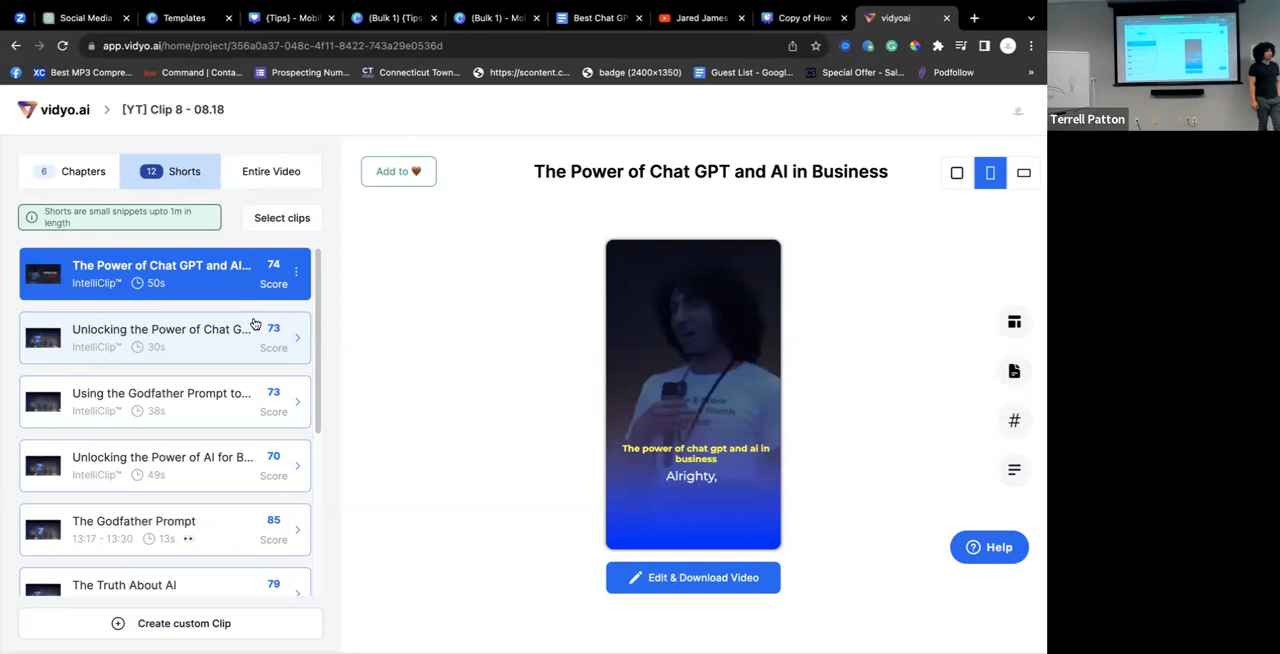 Social Media
Templates
{Tips} - Mobi
(Bulk 1) {Tips
(Bulk 1) - Mo
Best Chat GP
Jared James
Copy of How
vidyoai
app.vidyo.ai/home/project/356a0a37-048c-4f11-8422-743a29e0536d
Best MP3 Compre...
Command | Conta...
Prospecting Num...
Connecticut Town...
https://scontent.c...
badge (2400×1350)
Guest List - Googl...
Special Offer - Sal...
Podfollow
»
vidyo.ai
[YT] Clip 8 - 08.18
Terrell Patton
6 Chapters
12 Shorts
Entire Video
Add to
The Power of Chat GPT and AI in Business
Shorts are small snippets upto 1m in
length
Select clips
The Power of Chat GPT and AI...
74
IntelliClip™ 50s
Score
Unlocking the Power of Chat G...
73
IntelliClip™ 30s
Score
Using the Godfather Prompt to...
73
IntelliClip™ 38s
Score
Unlocking the Power of AI for B...
70
IntelliClip™ 49s
Score
The Godfather Prompt
85
13:17 - 13:30 13s
Score
The Truth About AI
79
Create custom Clip
The power of chat gpt and ai in
business
Alrighty,
Edit & Download Video
#
Help